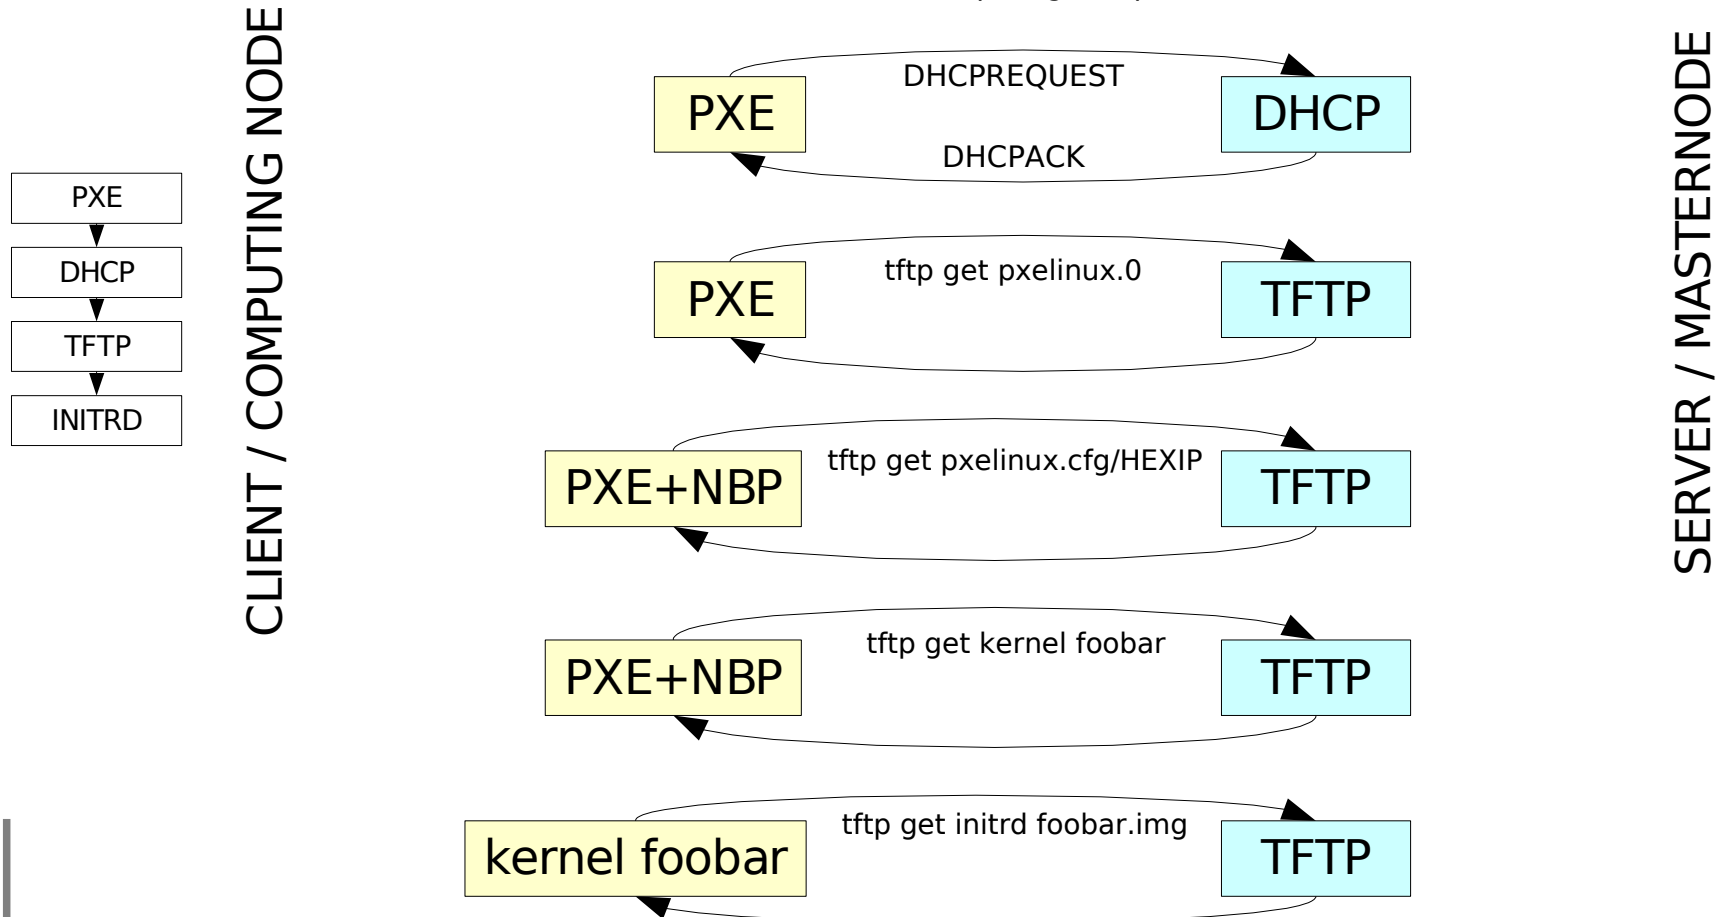 PXE
DHCP
TFTP
INITRD
CLIENT / COMPUTING NODE
DHCPREQUEST
PXE
DHCP
DHCPACK
tftp get pxelinux.0
PXE
TFTP
tftp get pxelinux.cfg/HEXIP
PXE+NBP
TFTP
tftp get kernel foobar
PXE+NBP
TFTP
tftp get initrd foobar.img
kernel foobar
TFTP
SERVER / MASTERNODE